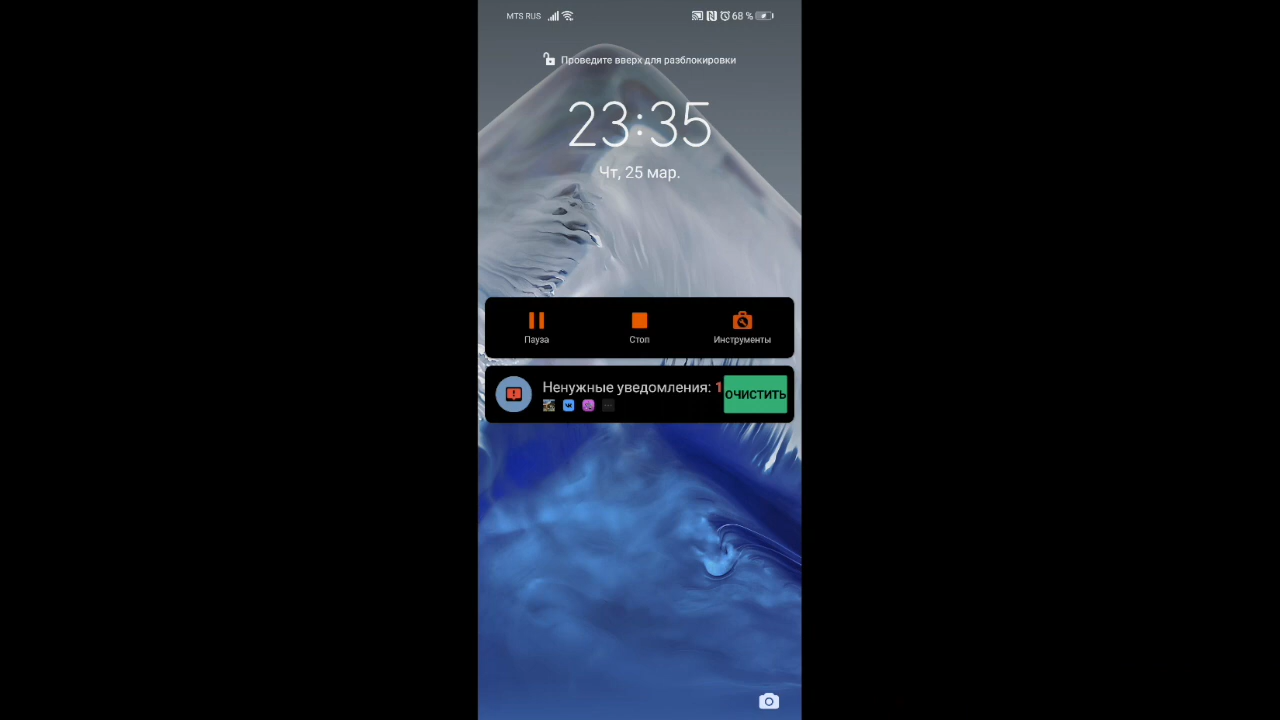 MTS RUS
68 %
Проведите вверх для разблокировки
23:35
Чт, 25 мар.
Пауза
Стоп
Инструменты
Ненужные уведомления: 1
ОЧИСТИТЬ